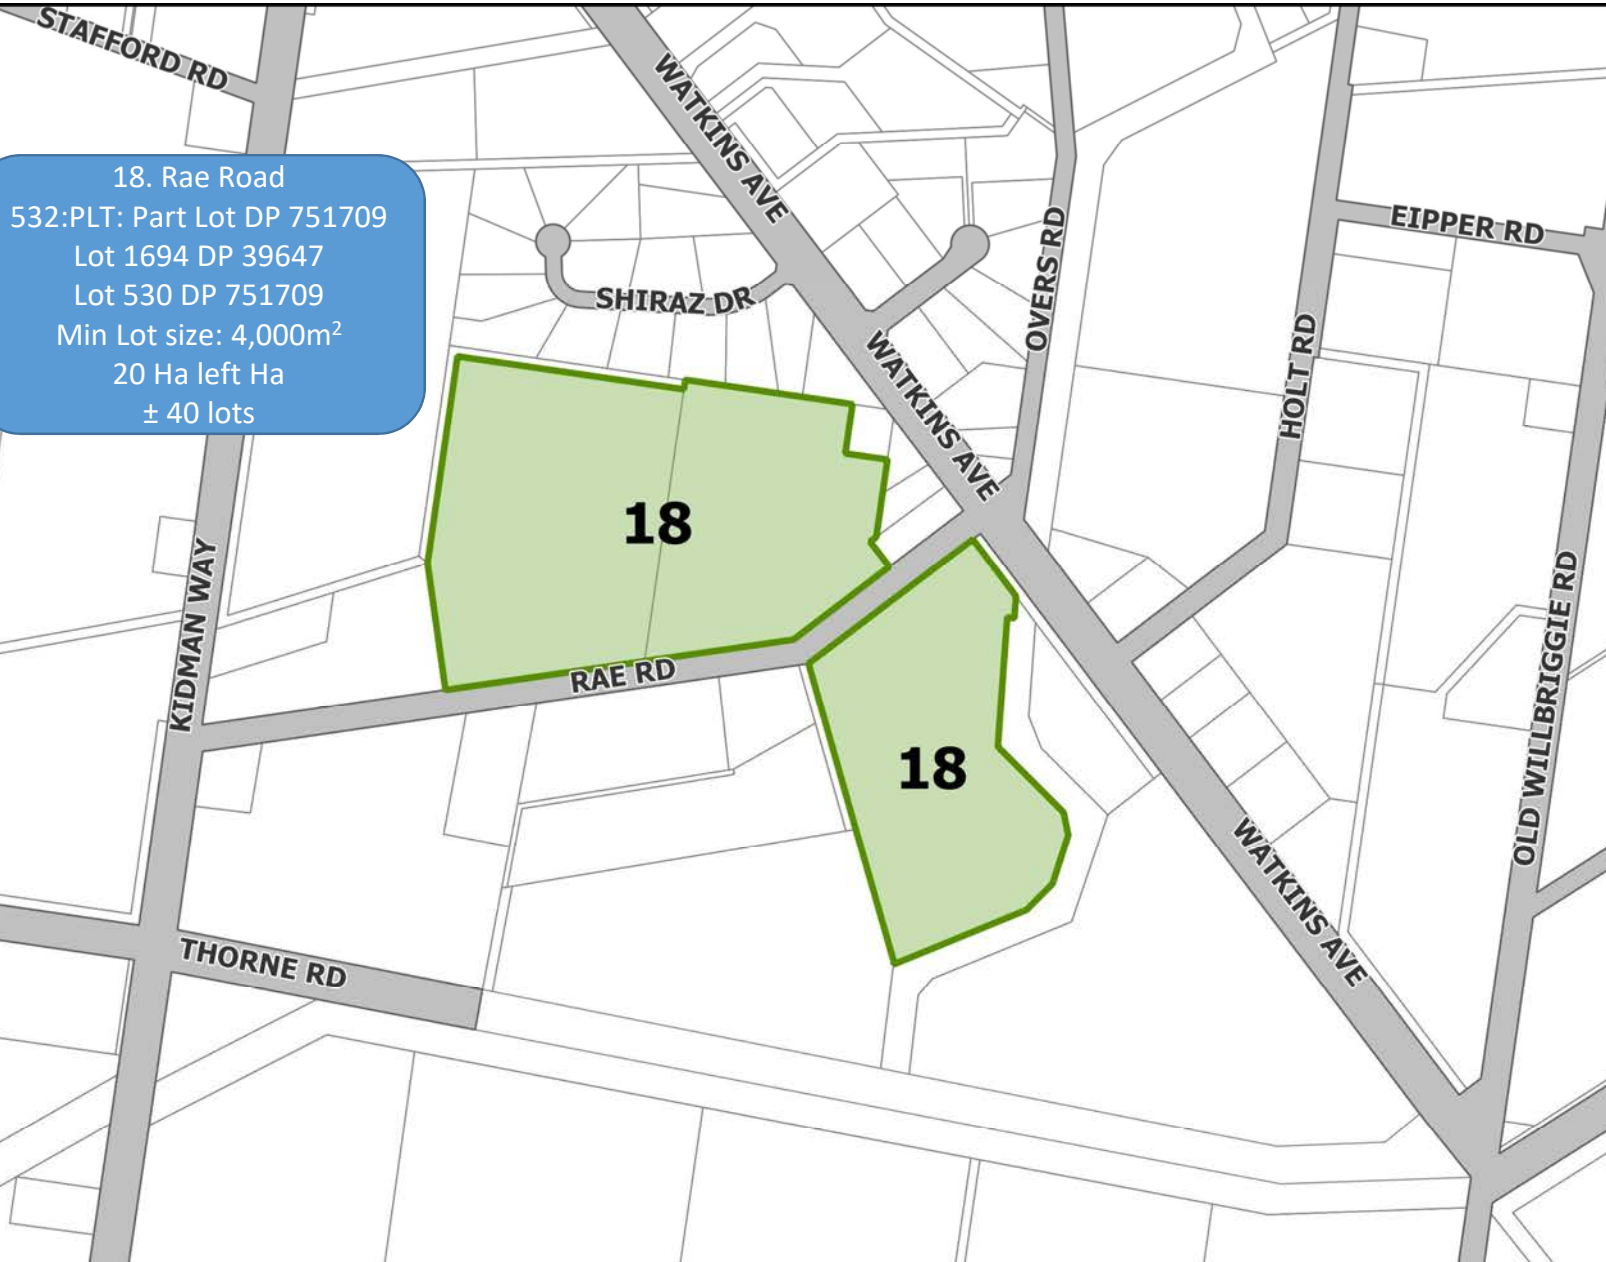 STAFFORD RD
WATKINS AVE
18. Rae Road
532:PLT: Part Lot DP 751709
Lot 1694 DP 39647
Lot 530 DP 751709
Min Lot size: 4,000m²
20 Ha left Ha
± 40 lots
EIPPER RD
OVERS RD
SHIRAZ DR
HOLT RD
WATKINS AVE
18
KIDMAN WAY
RAE RD
OLD WILLBRIGGIE RD
18
WATKINS AVE
THORNE RD